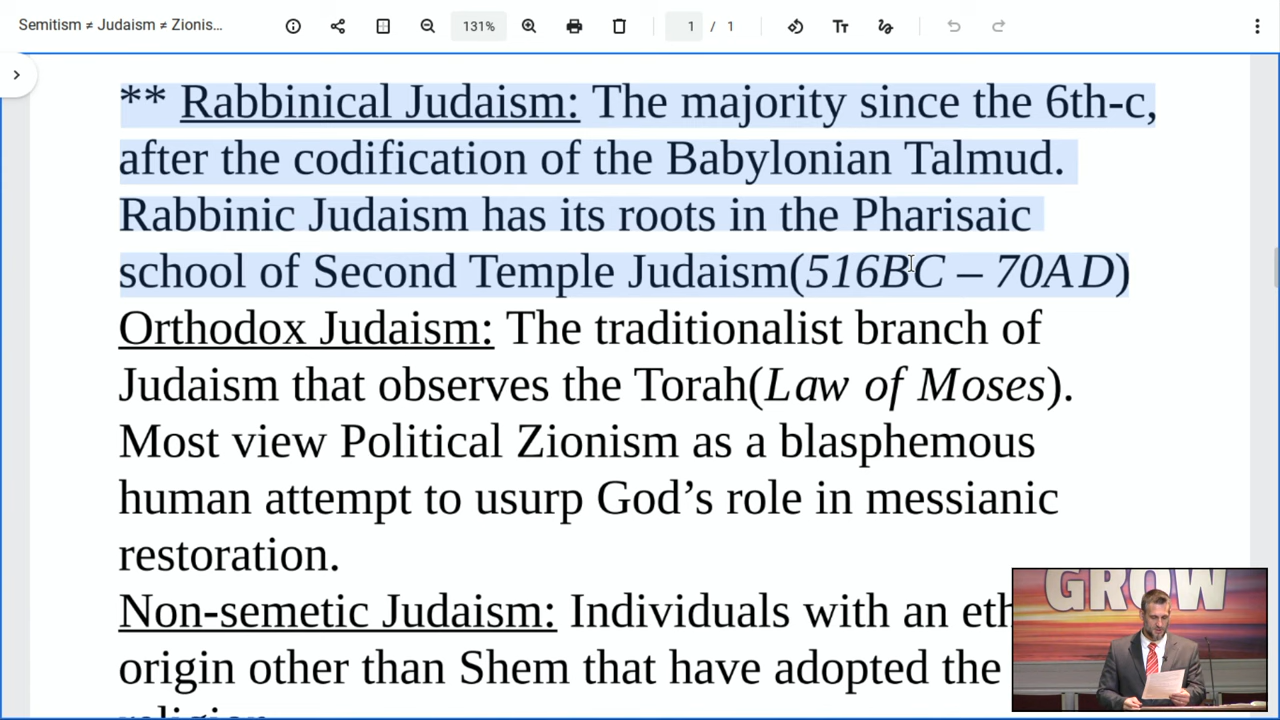 Semitism ≠ Judaism ≠ Zionis...
131%
1 / 1
** Rabbinical Judaism: The majority since the 6th-c,
after the codification of the Babylonian Talmud.
Rabbinic Judaism has its roots in the Pharisaic
school of Second Temple Judaism(516BC – 70AD)
Orthodox Judaism: The traditionalist branch of
Judaism that observes the Torah(Law of Moses).
Most view Political Zionism as a blasphemous
human attempt to usurp God’s role in messianic
restoration.
Non-semetic Judaism: Individuals with an eth
origin other than Shem that have adopted the
GROW